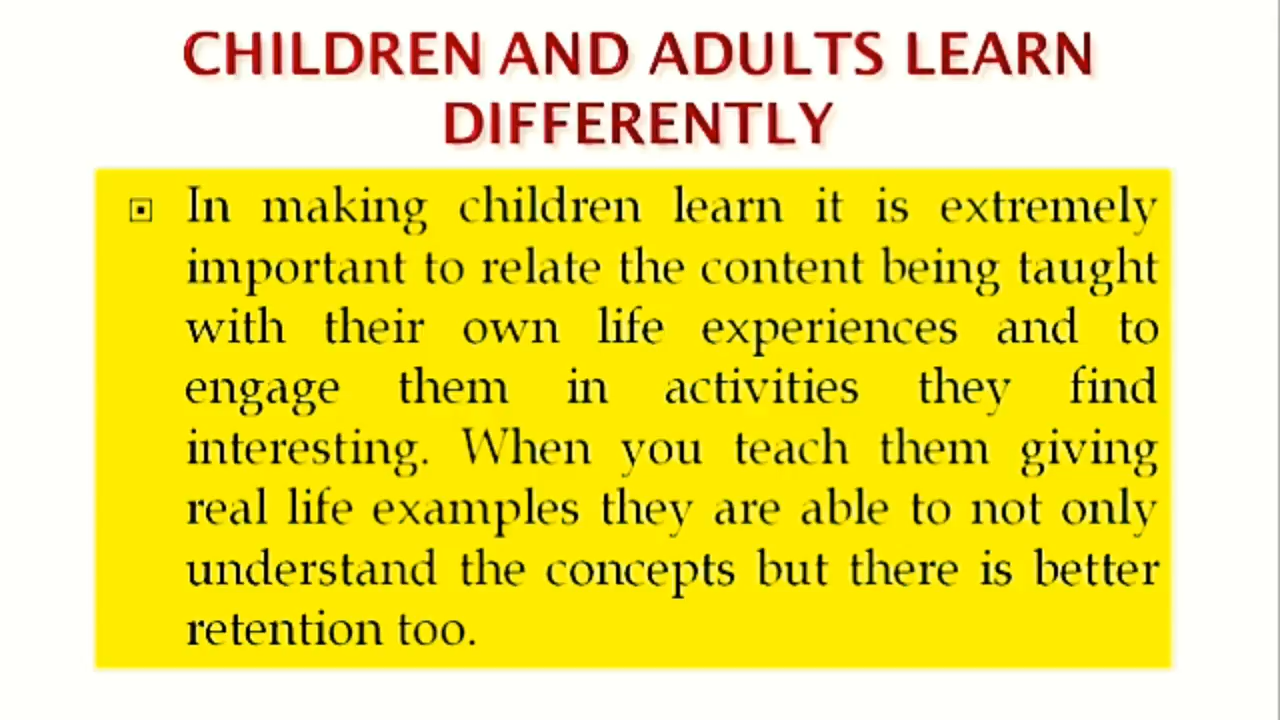 CHILDREN AND ADULTS LEARN
DIFFERENTLY
In making children learn it is extremely
important to relate the content being taught
with their own life experiences and to
engage them in activities they find
interesting. When you teach them giving
real life examples they are able to not only
understand the concepts but there is better
retention too.